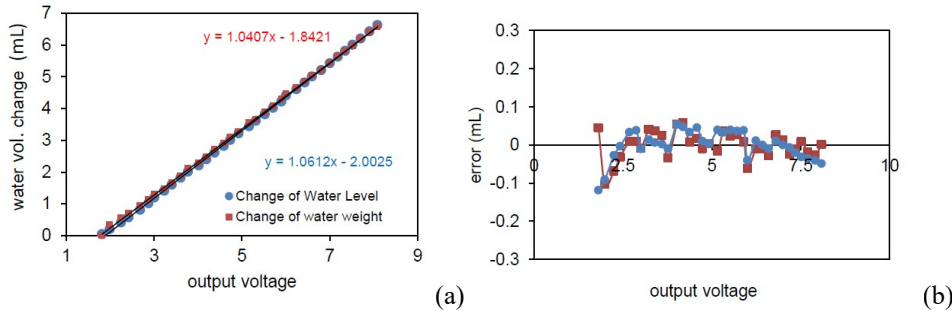 water vol. change (mL)
7
6
5
4
3
2
1
0
y = 1.0407x - 1.8421
y = 1.0612x - 2.0025
Change of Water Level
Change of water weight
1 3 5 7 9
output voltage
(a)
error (mL)
0.3
0.2
0.1
0
-0.1
-0.2
-0.3
0 2.5 5 7.5 10
output voltage
(b)